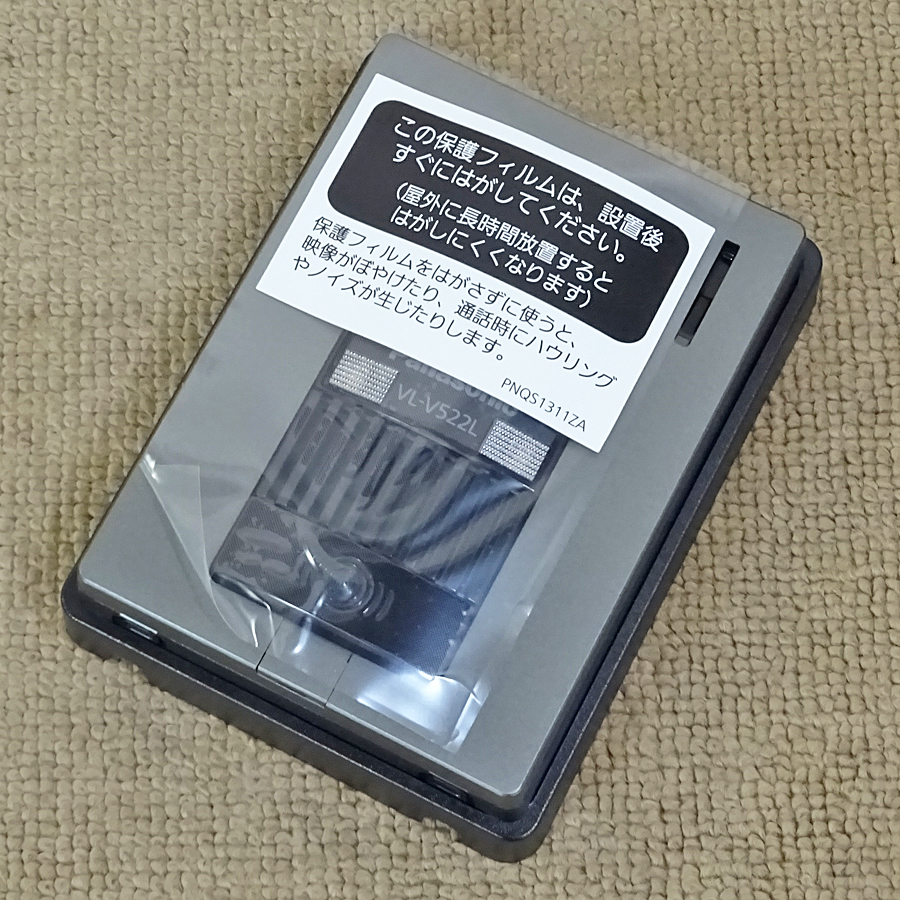 この保護フィルムは、設置後
すぐにはがしてください。
(屋外に長時間放置すると
はがしにくくなります)
保護フィルムをはがさずに使うと、
映像がぼやけたり、通話時にハウリング
やノイズが生じたりします。
PNQS1311ZA
Panasonic
VL-V522L